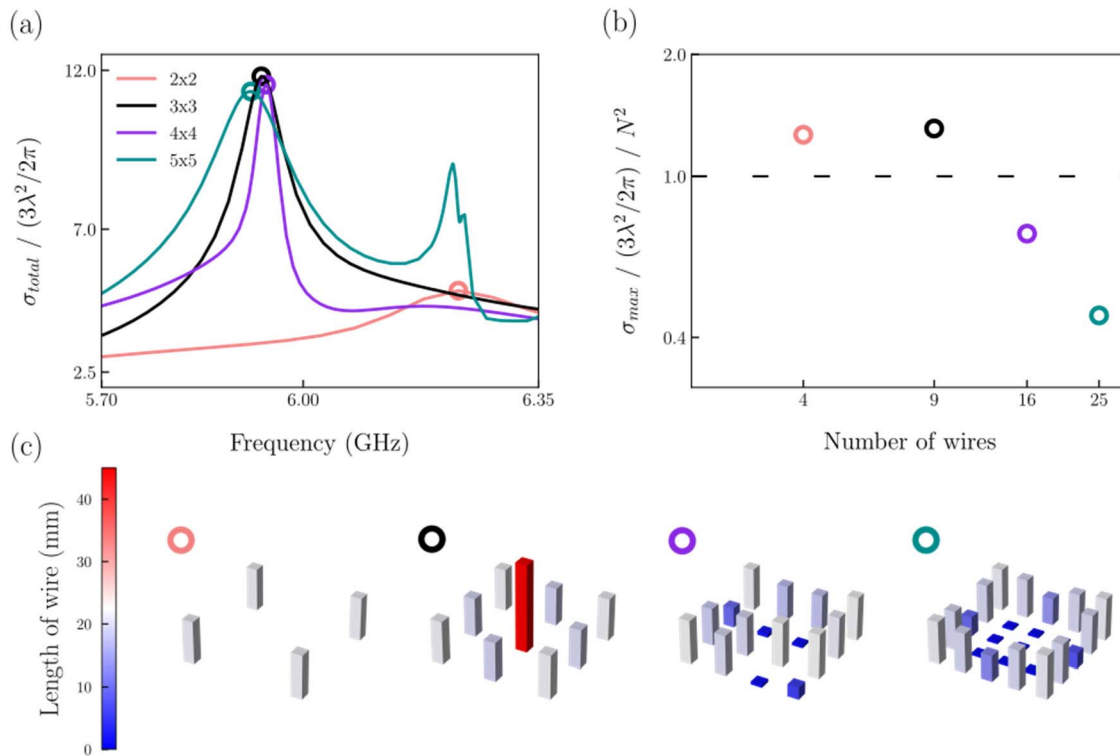 (a)
σ_total / (3λ²/2π)
12.0
7.0
2.5
2x2
3x3
4x4
5x5
5.70
6.00
6.35
Frequency (GHz)
(b)
σ_max / (3λ²/2π) / N²
2.0
1.0
0.4
4
9
16
25
Number of wires
(c)
Length of wire (mm)
40
30
20
10
0